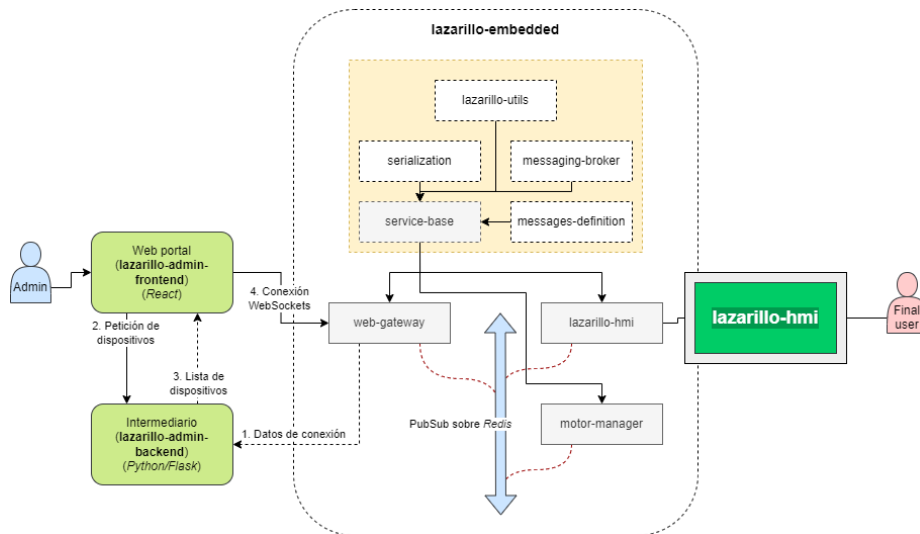 lazarillo-embedded
lazarillo-utils
serialization
messaging-broker
service-base
messages-definition
Admin
Web portal
(lazarillo-admin-
frontend)
(React)
4. Conexión
WebSockets
web-gateway
lazarillo-hmi
lazarillo-hmi
Final
user
2. Petición de
dispositivos
3. Lista de
dispositivos
Intermediario
(lazarillo-admin-
backend)
(Python/Flask)
1. Datos de conexión
PubSub sobre Redis
motor-manager